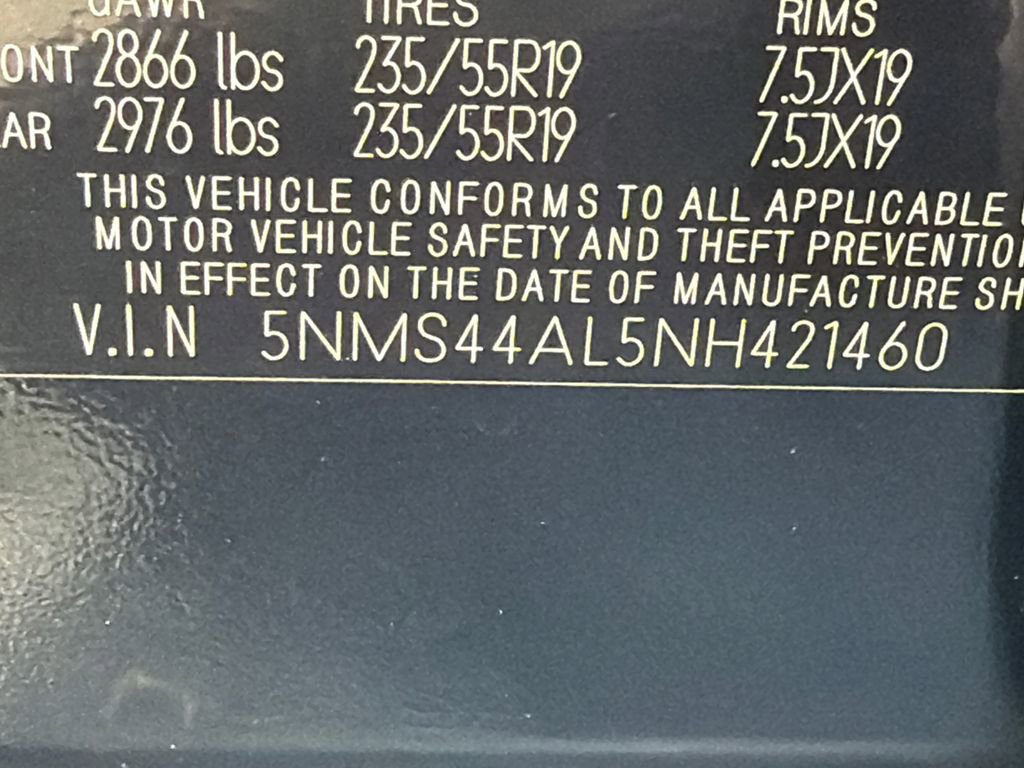 GAWR TIRES RIMS
ONT 2866 lbs 235/55R19 7.5JX19
AR 2976 lbs 235/55R19 7.5JX19
THIS VEHICLE CONFORMS TO ALL APPLICABLE
MOTOR VEHICLE SAFETY AND THEFT PREVENTIO
IN EFFECT ON THE DATE OF MANUFACTURE SH
V.I.N 5NMS44AL5NH421460